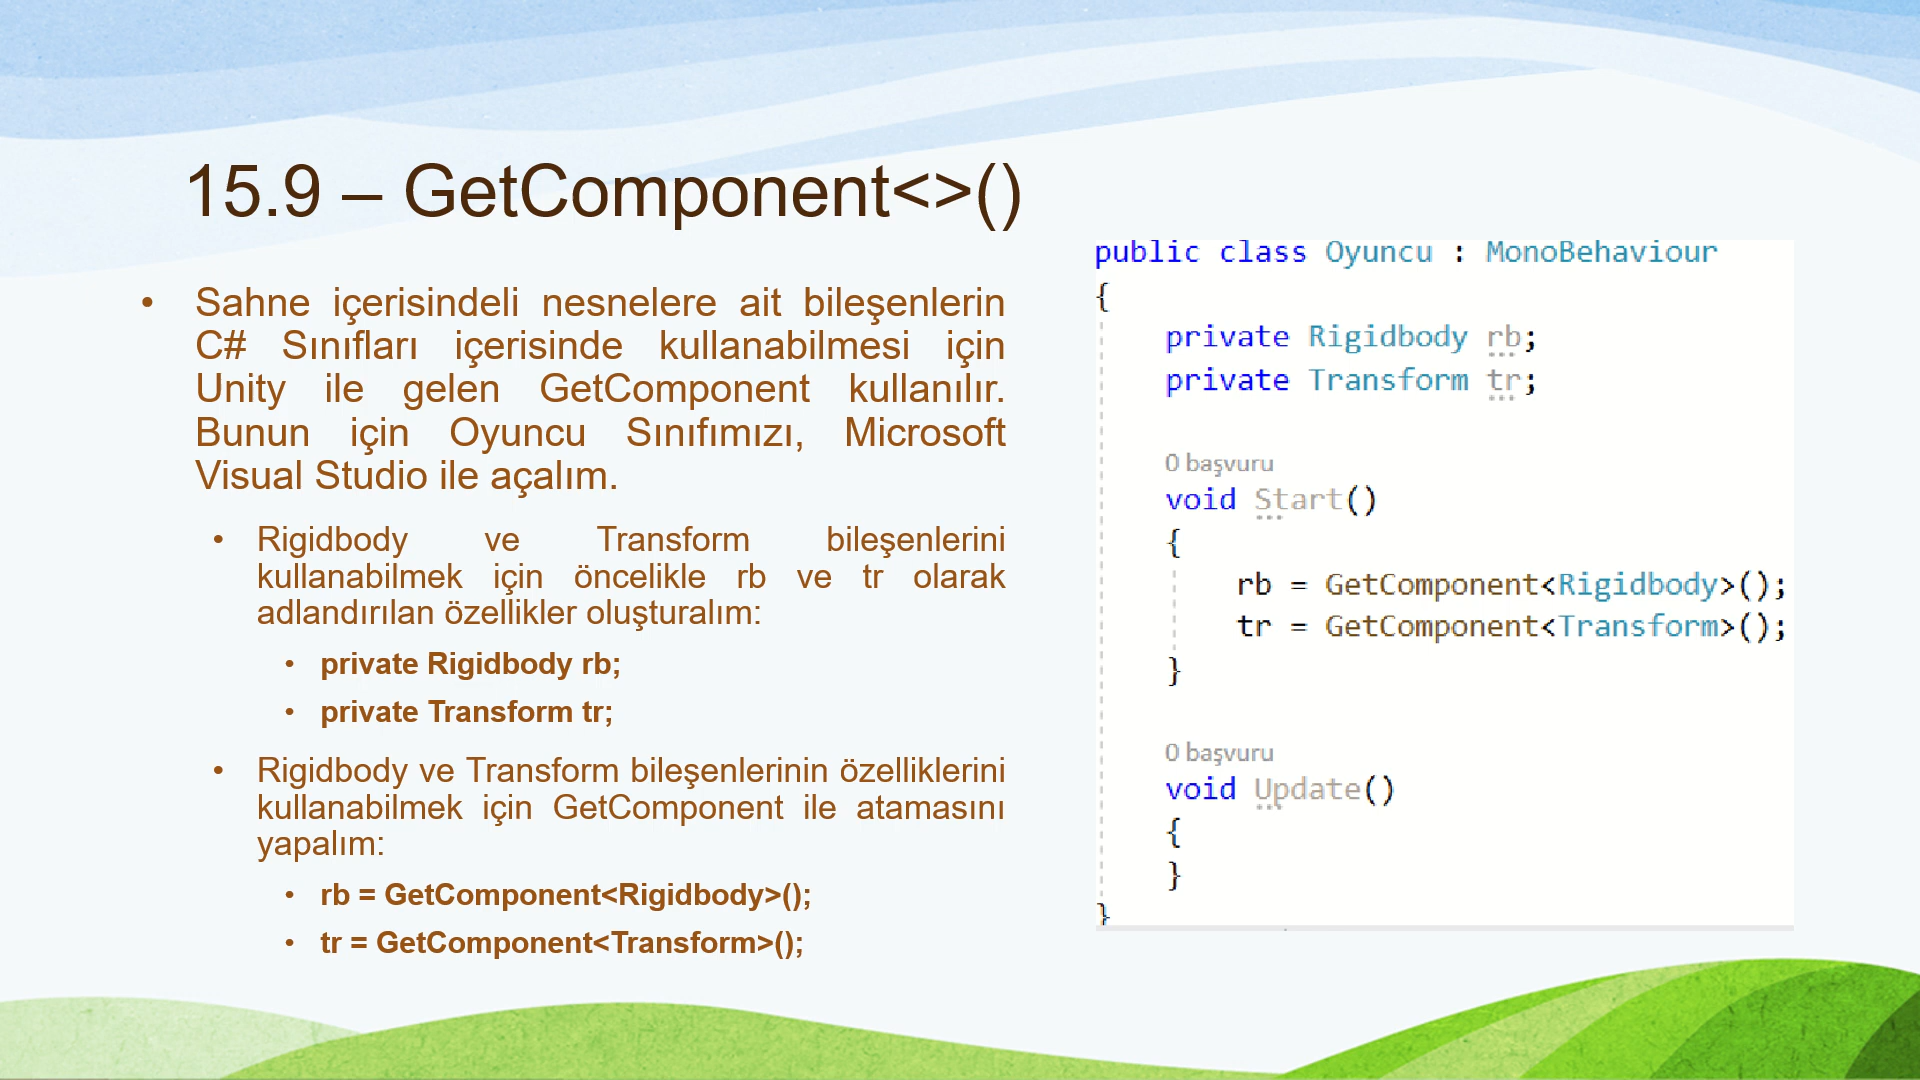 15.9 – GetComponent<>()
• Sahne içerisindeli nesnelere ait bileşenlerin
C# Sınıfları içerisinde kullanabilmesi için
Unity ile gelen GetComponent kullanılır.
Bunun için Oyuncu Sınıfımızı, Microsoft
Visual Studio ile açalım.
• Rigidbody ve Transform bileşenlerini
kullanabilmek için öncelikle rb ve tr olarak
adlandırılan özellikler oluşturalım:
• private Rigidbody rb;
• private Transform tr;
• Rigidbody ve Transform bileşenlerinin özelliklerini
kullanabilmek için GetComponent ile atamasını
yapalım:
• rb = GetComponent<Rigidbody>();
• tr = GetComponent<Transform>();
public class Oyuncu : MonoBehaviour
{
private Rigidbody rb;
private Transform tr;
0 başvuru
void Start()
{
rb = GetComponent<Rigidbody>();
tr = GetComponent<Transform>();
}
0 başvuru
void Update()
{
}
}